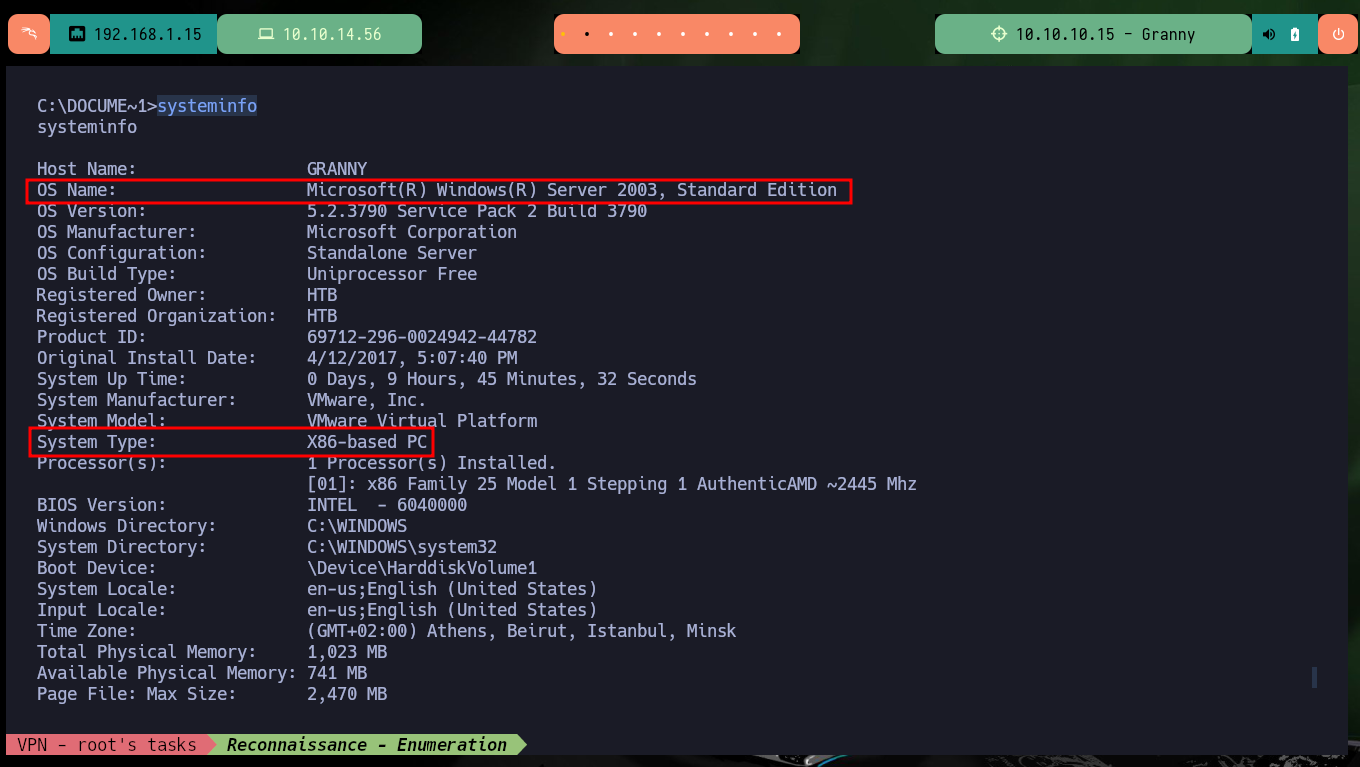 192.168.1.15
10.10.14.56
10.10.10.15 - Granny
C:\DOCUME~1>systeminfo
systeminfo
Host Name: GRANNY
OS Name: Microsoft(R) Windows(R) Server 2003, Standard Edition
OS Version: 5.2.3790 Service Pack 2 Build 3790
OS Manufacturer: Microsoft Corporation
OS Configuration: Standalone Server
OS Build Type: Uniprocessor Free
Registered Owner: HTB
Registered Organization: HTB
Product ID: 69712-296-0024942-44782
Original Install Date: 4/12/2017, 5:07:40 PM
System Up Time: 0 Days, 9 Hours, 45 Minutes, 32 Seconds
System Manufacturer: VMware, Inc.
System Model: VMware Virtual Platform
System Type: X86-based PC
Processor(s): 1 Processor(s) Installed.
[01]: x86 Family 25 Model 1 Stepping 1 AuthenticAMD ~2445 Mhz
BIOS Version: INTEL  - 6040000
Windows Directory: C:\WINDOWS
System Directory: C:\WINDOWS\system32
Boot Device: \Device\HarddiskVolume1
System Locale: en-us;English (United States)
Input Locale: en-us;English (United States)
Time Zone: (GMT+02:00) Athens, Beirut, Istanbul, Minsk
Total Physical Memory: 1,023 MB
Available Physical Memory: 741 MB
Page File: Max Size: 2,470 MB
VPN - root's tasks Reconnaissance - Enumeration